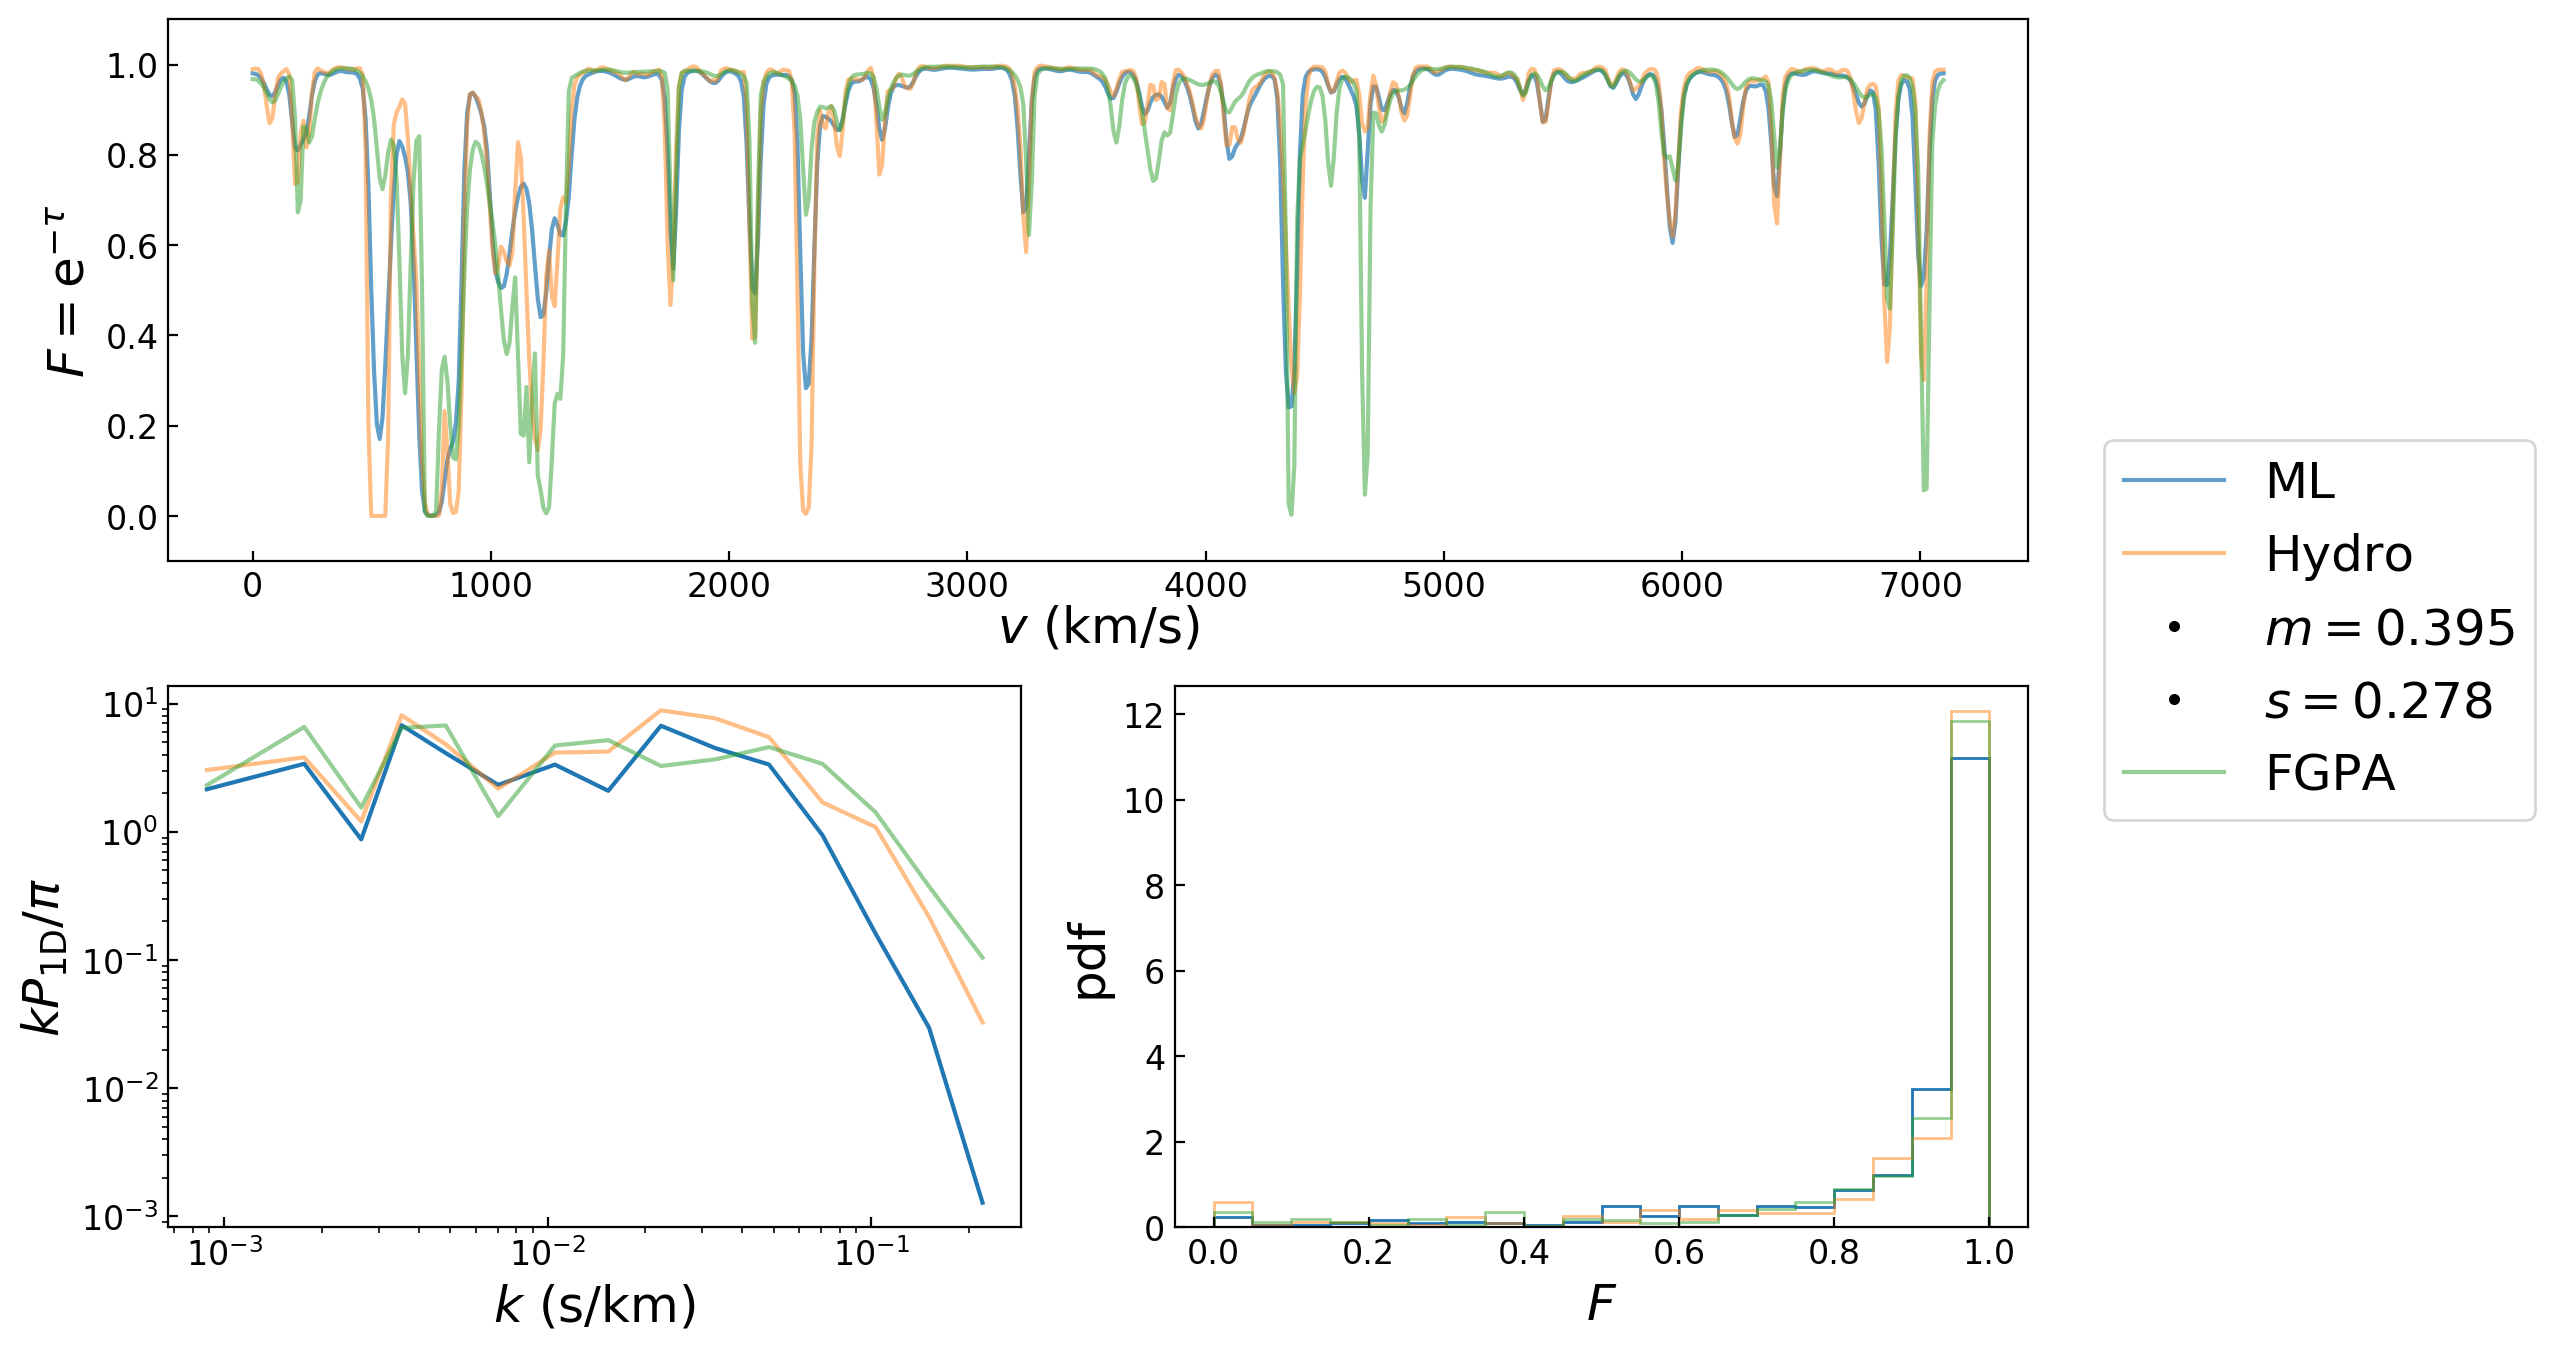 1.0
0.8
0.6
0.4
0.2
0.0
F = e^{−τ}
0 1000 2000 3000 4000 5000 6000 7000
v (km/s)
ML
Hydro
m = 0.395
s = 0.278
FGPA
10^1
10^0
10^{−1}
10^{−2}
10^{−3}
kP_{1D}/π
10^{−3} 10^{−2} 10^{−1}
k (s/km)
12
10
8
6
4
2
0
pdf
0.0 0.2 0.4 0.6 0.8 1.0
F